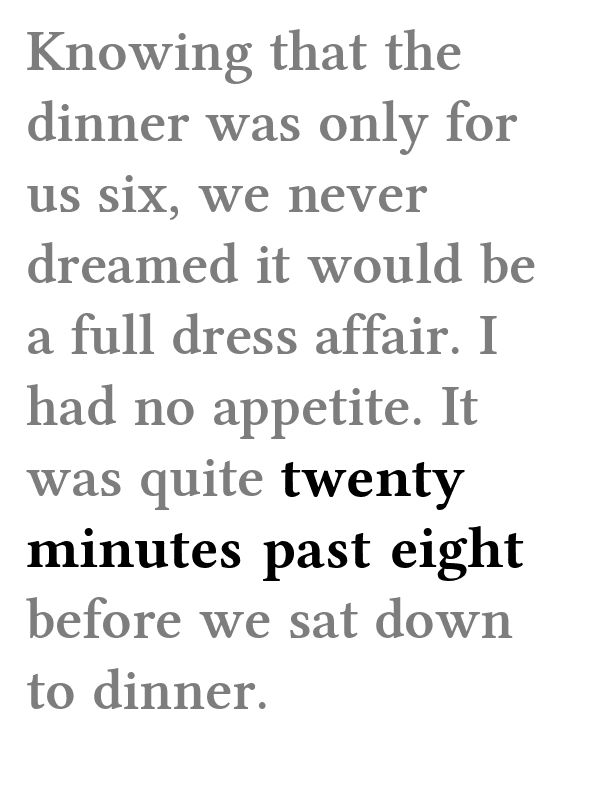 Knowing that the
dinner was only for
us six, we never
dreamed it would be
a full dress affair. I
had no appetite. It
was quite twenty
minutes past eight
before we sat down
to dinner.